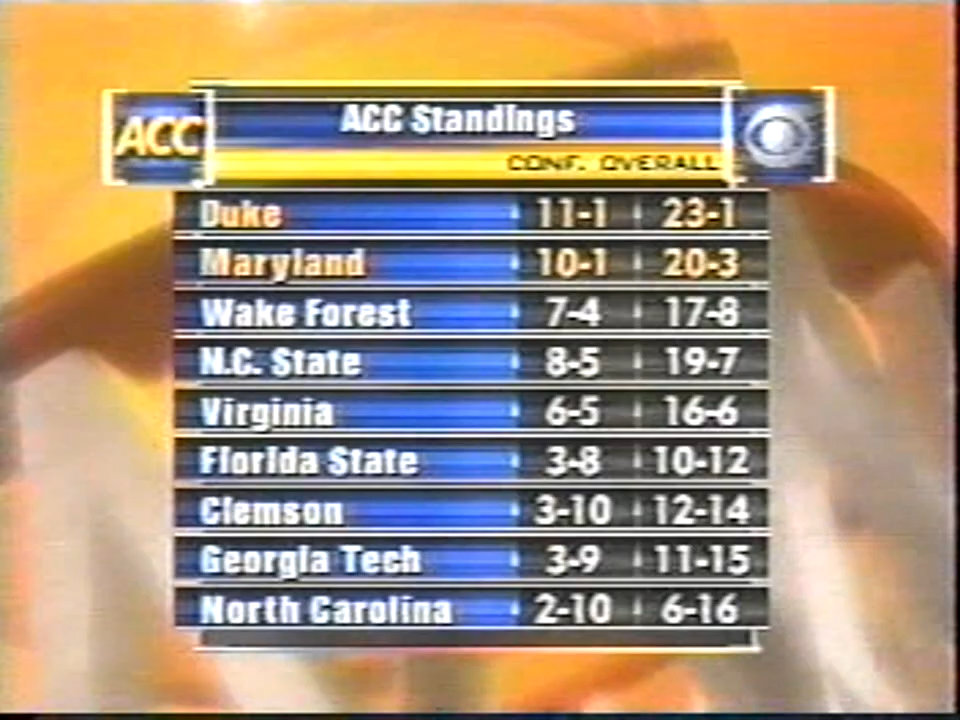 ACC Standings
ACC
CONF. OVERALL
Duke 11-1 23-1
Maryland 10-1 20-3
Wake Forest 7-4 17-8
N.C. State 8-5 19-7
Virginia 6-5 16-6
Florida State 3-8 10-12
Clemson 3-10 12-14
Georgia Tech 3-9 11-15
North Carolina 2-10 6-16